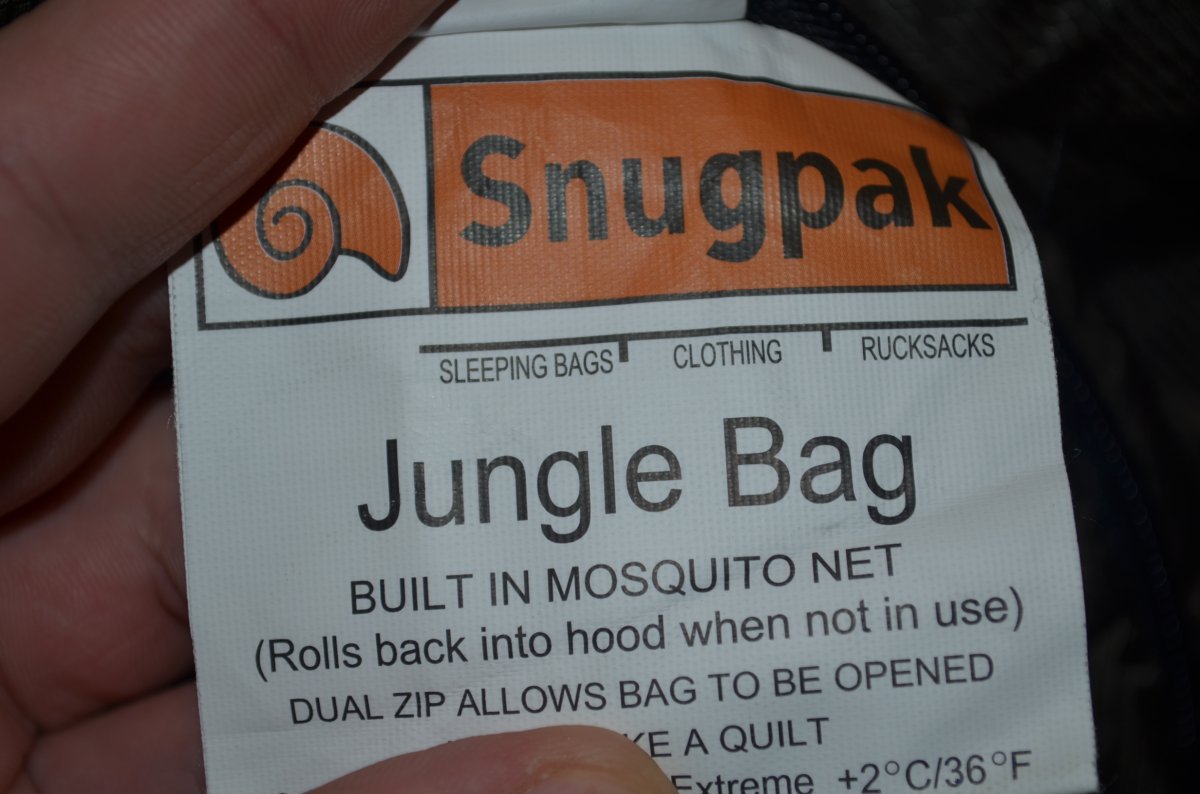 Snugpak
SLEEPING BAGS CLOTHING RUCKSACKS
Jungle Bag
BUILT IN MOSQUITO NET
(Rolls back into hood when not in use)
DUAL ZIP ALLOWS BAG TO BE OPENED
A QUILT
Extreme +2°C/36°F